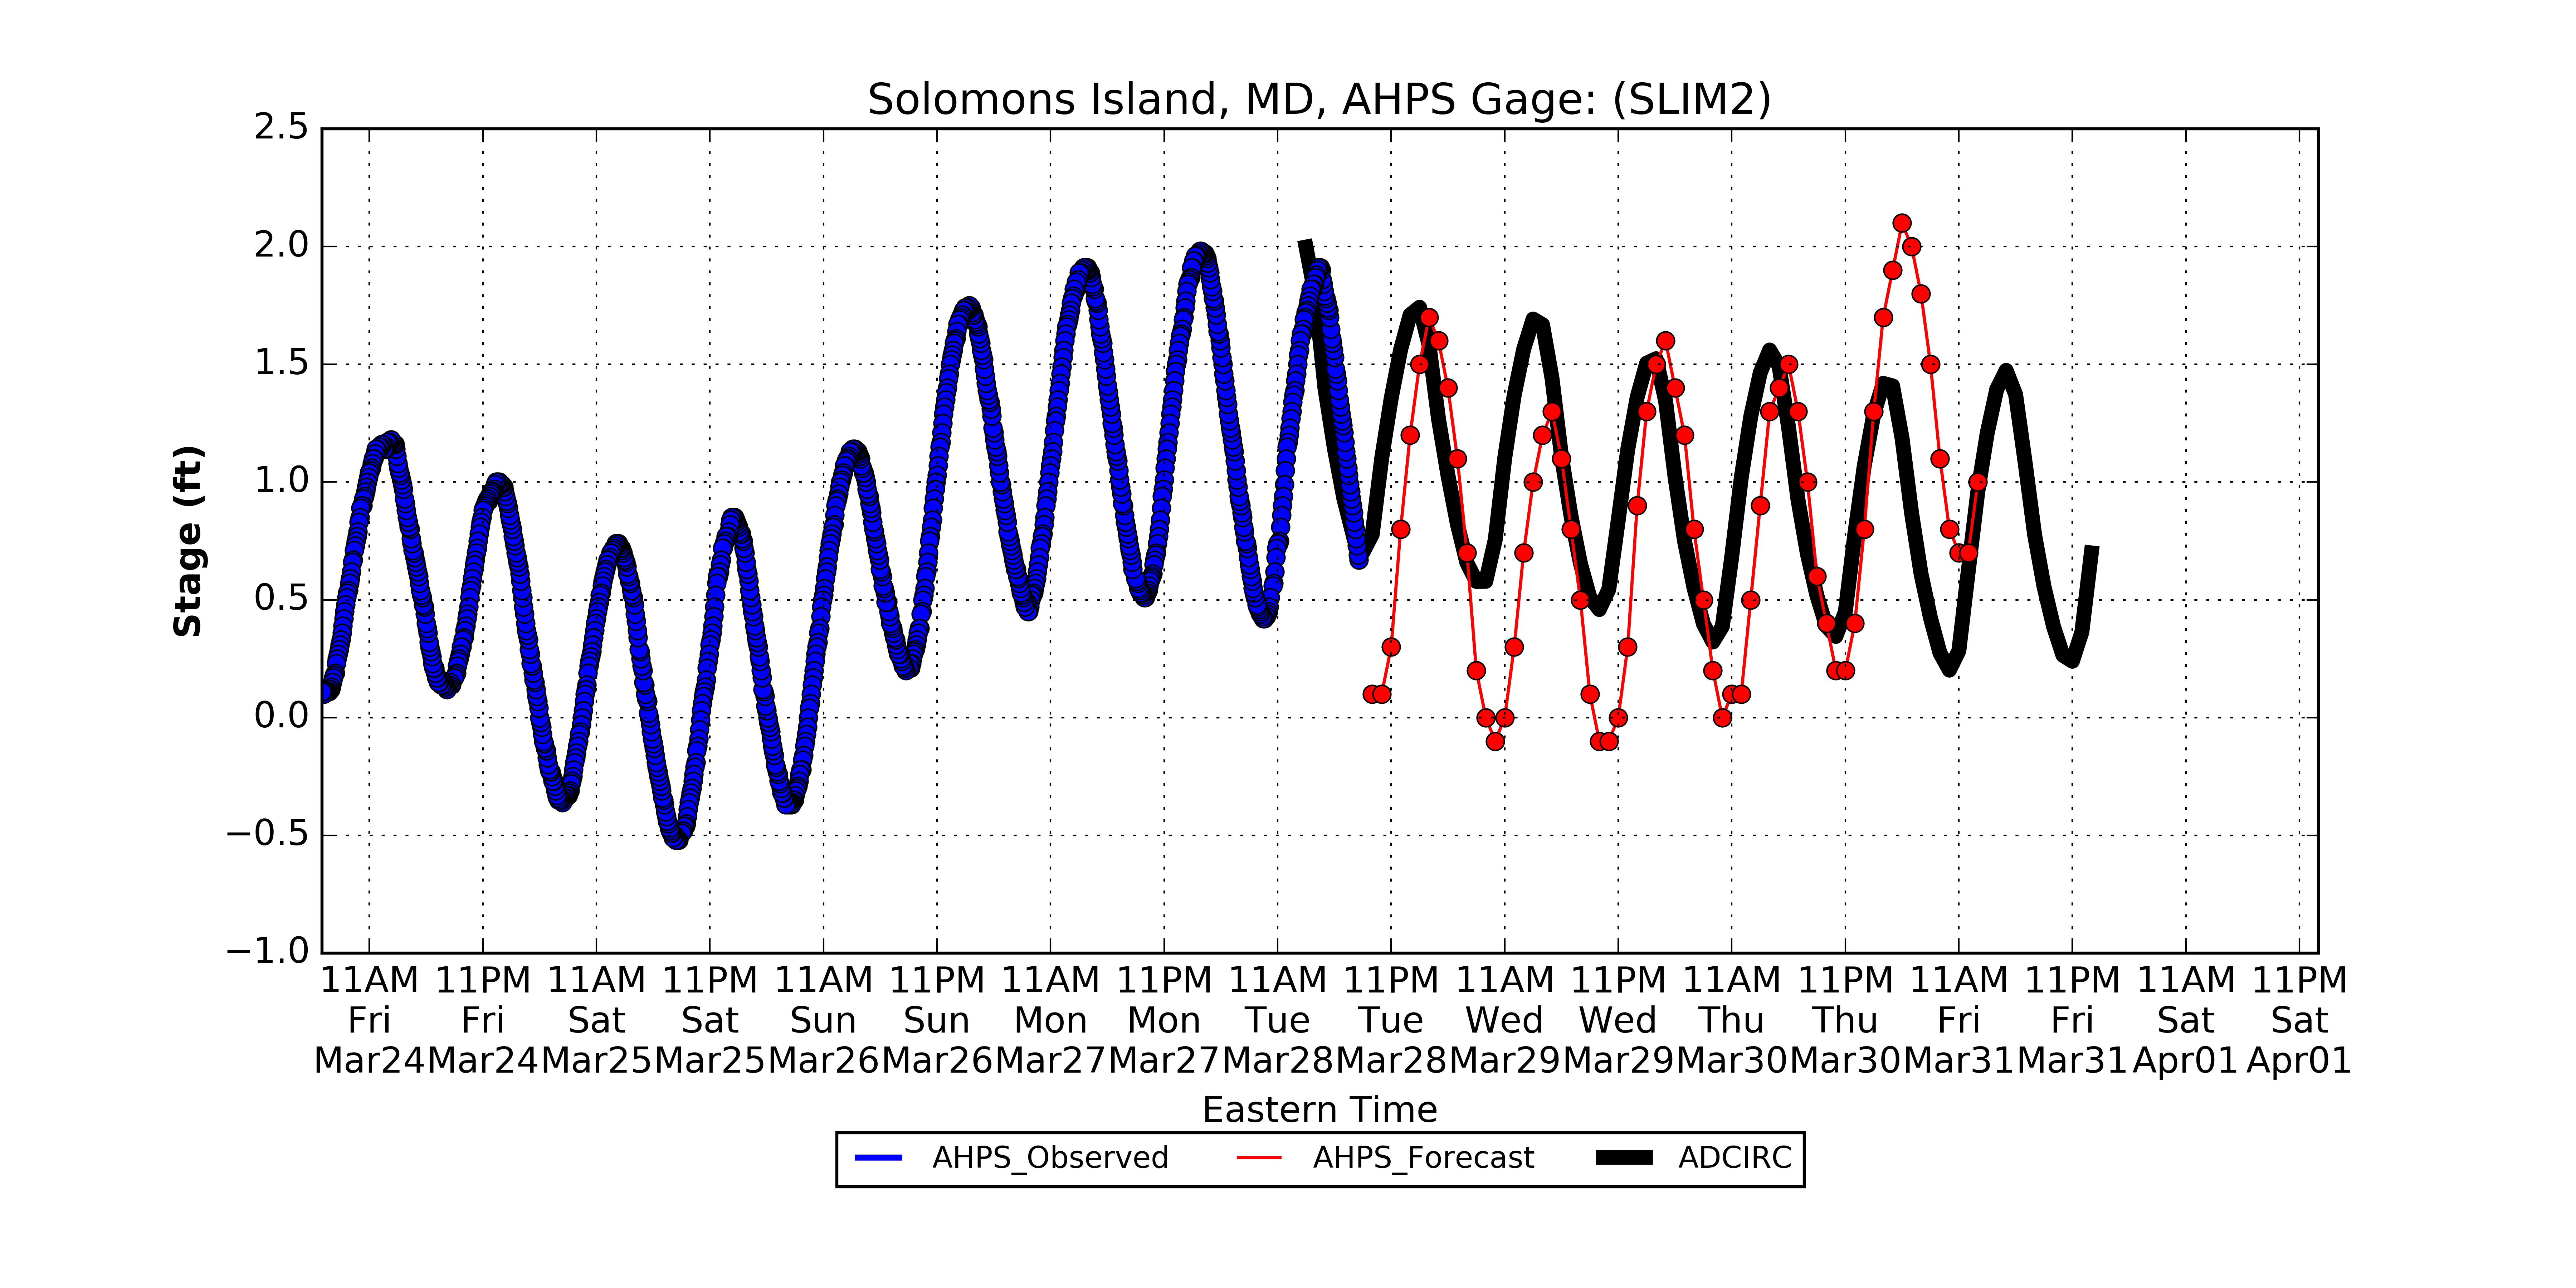 Solomons Island, MD, AHPS Gage: (SLIM2)
2.5
2.0
1.5
1.0
0.5
0.0
−0.5
−1.0
Stage (ft)
11AM 11PM 11AM 11PM 11AM 11PM 11AM 11PM 11AM 11PM 11AM 11PM 11AM 11PM 11AM 11PM 11AM 11PM
Fri Fri Sat Sat Sun Sun Mon Mon Tue Tue Wed Wed Thu Thu Fri Fri Sat Sat
Mar24 Mar24 Mar25 Mar25 Mar26 Mar26 Mar27 Mar27 Mar28 Mar28 Mar29 Mar29 Mar30 Mar30 Mar31 Mar31 Apr01 Apr01
Eastern Time
AHPS_Observed AHPS_Forecast ADCIRC